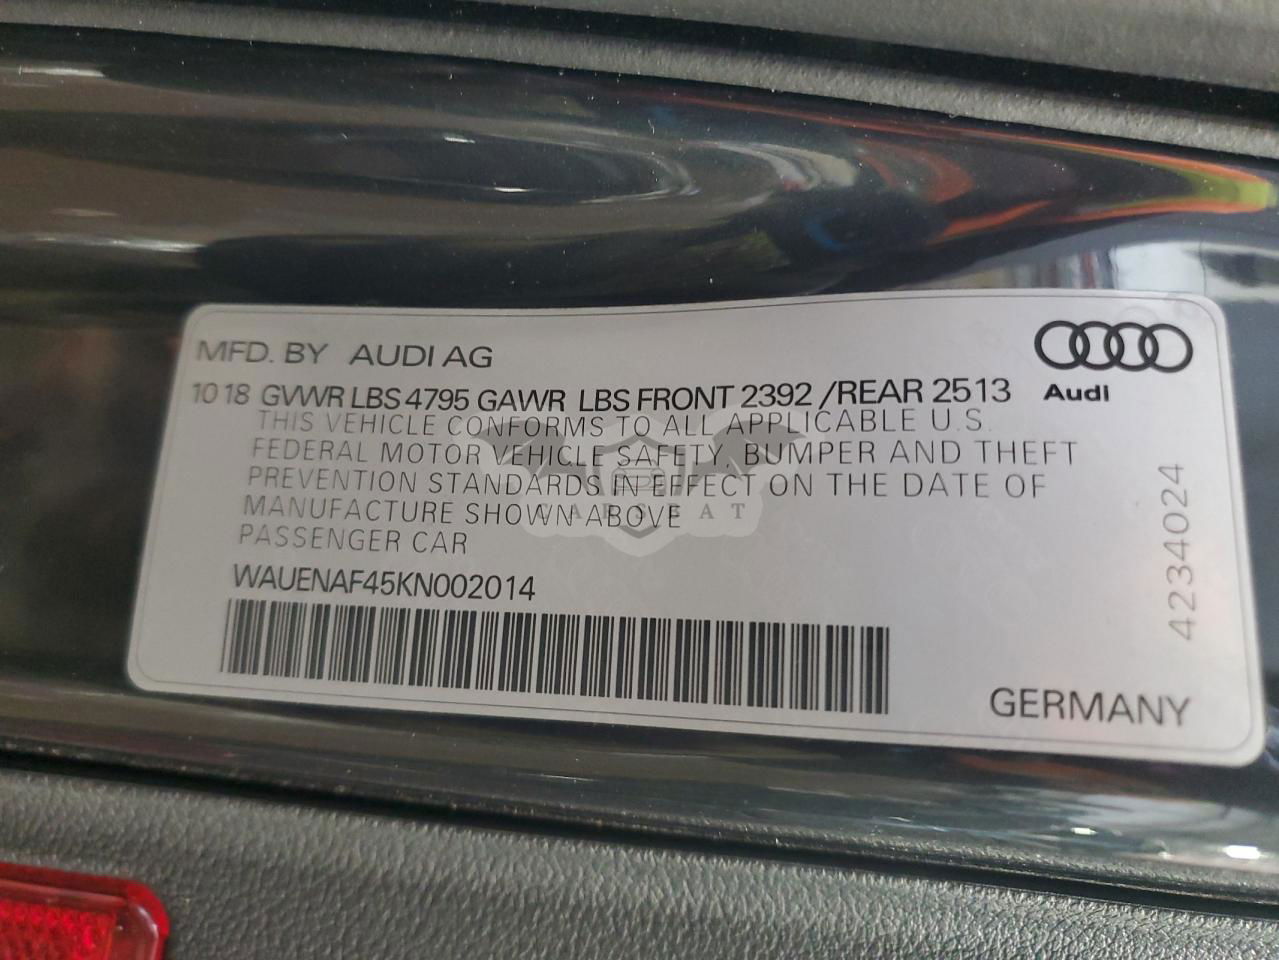 MFD. BY AUDI AG
10 18 GVWR LBS 4795 GAWR LBS FRONT 2392 /REAR 2513
Audi
THIS VEHICLE CONFORMS TO ALL APPLICABLE U.S.
FEDERAL MOTOR VEHICLE SAFETY, BUMPER AND THEFT
PREVENTION STANDARDS IN EFFECT ON THE DATE OF
MANUFACTURE SHOWN ABOVE
PASSENGER CAR
WAUENAF45KN002014
4234024
GERMANY
CARSBAT